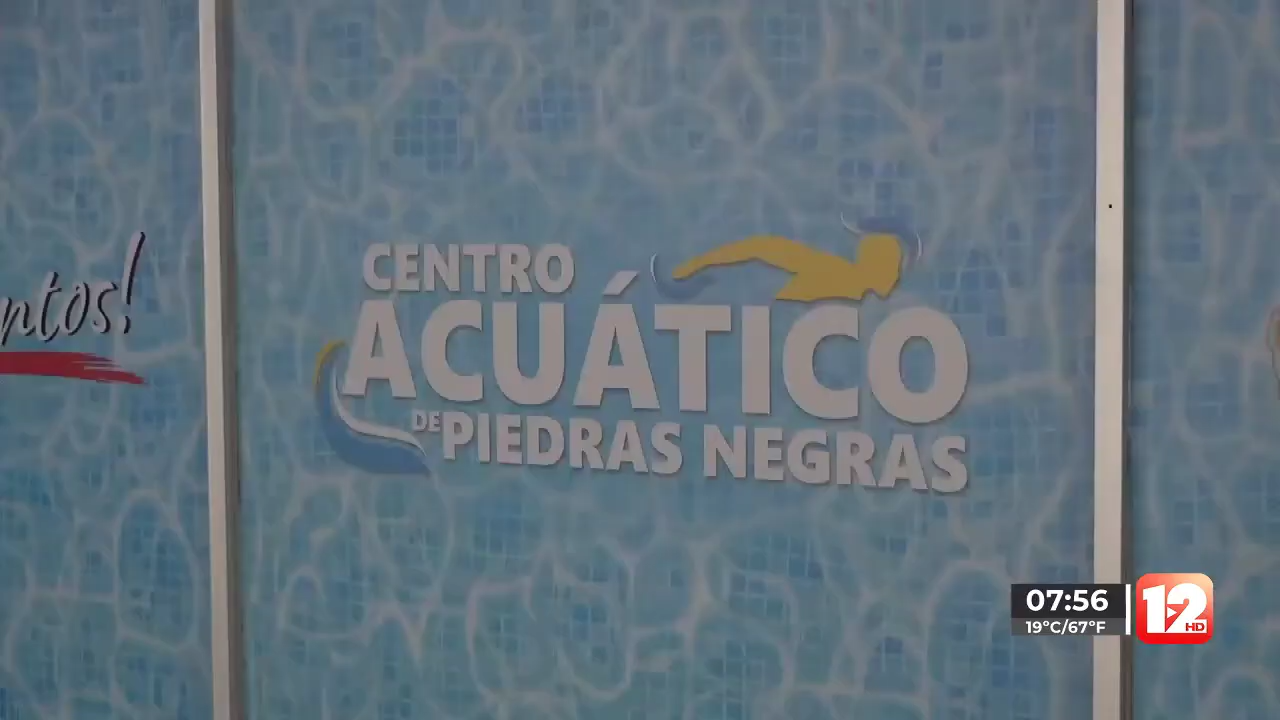 CENTRO
ACUÁTICO
DE PIEDRAS NEGRAS
ntos!
07:56
19°C/67°F
12
HD